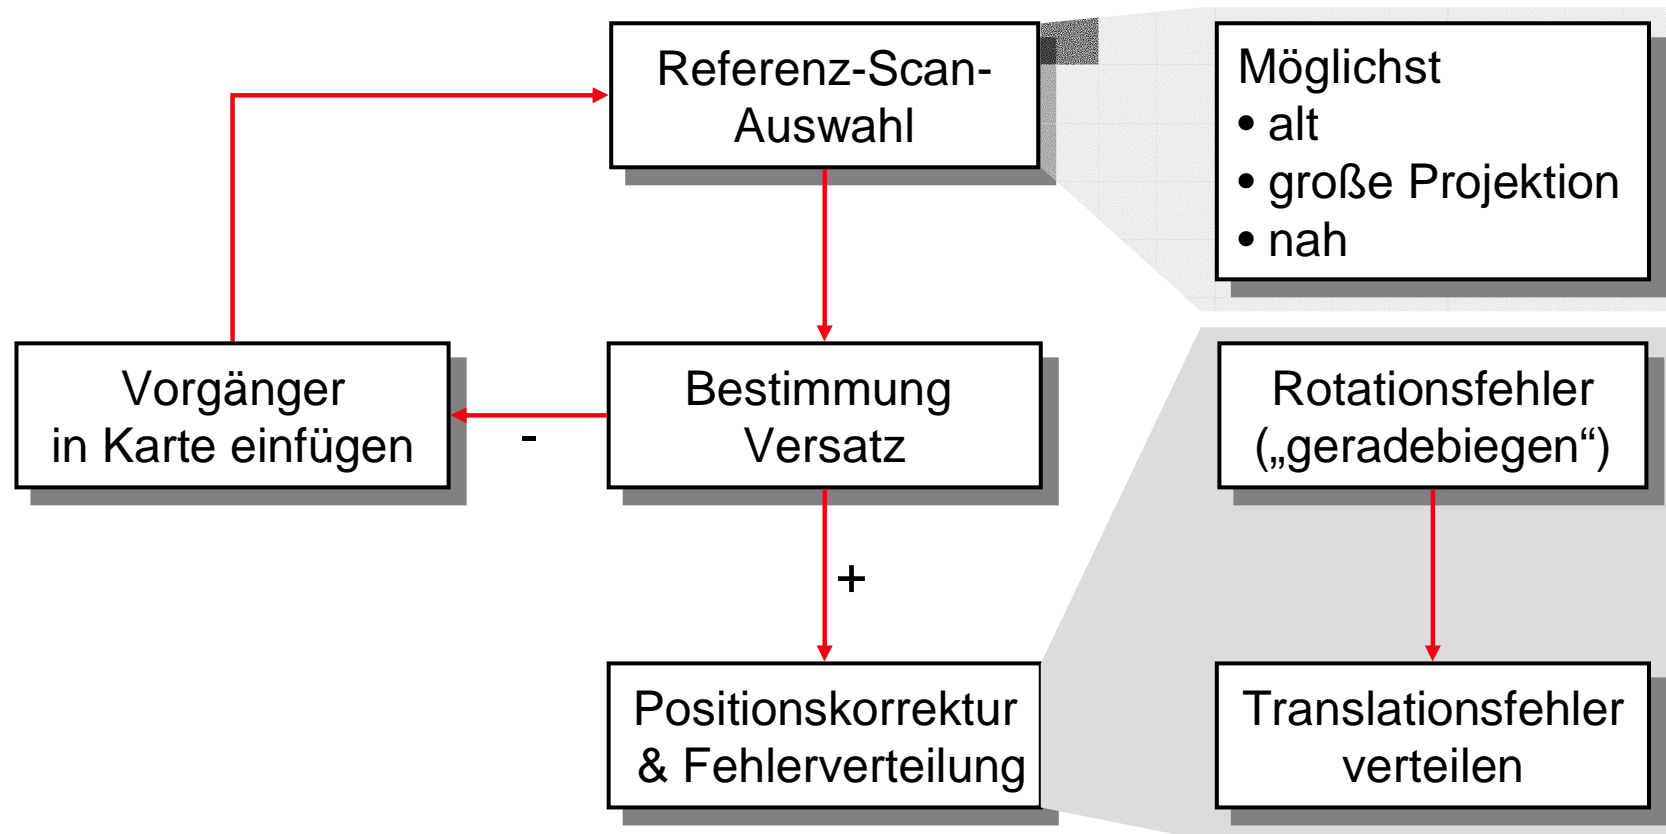 Referenz-Scan-
Auswahl
Möglichst
• alt
• große Projektion
• nah
Vorgänger
in Karte einfügen
-
Bestimmung
Versatz
Rotationsfehler
(„geradebiegen“)
+
Positionskorrektur
& Fehlerverteilung
Translationsfehler
verteilen